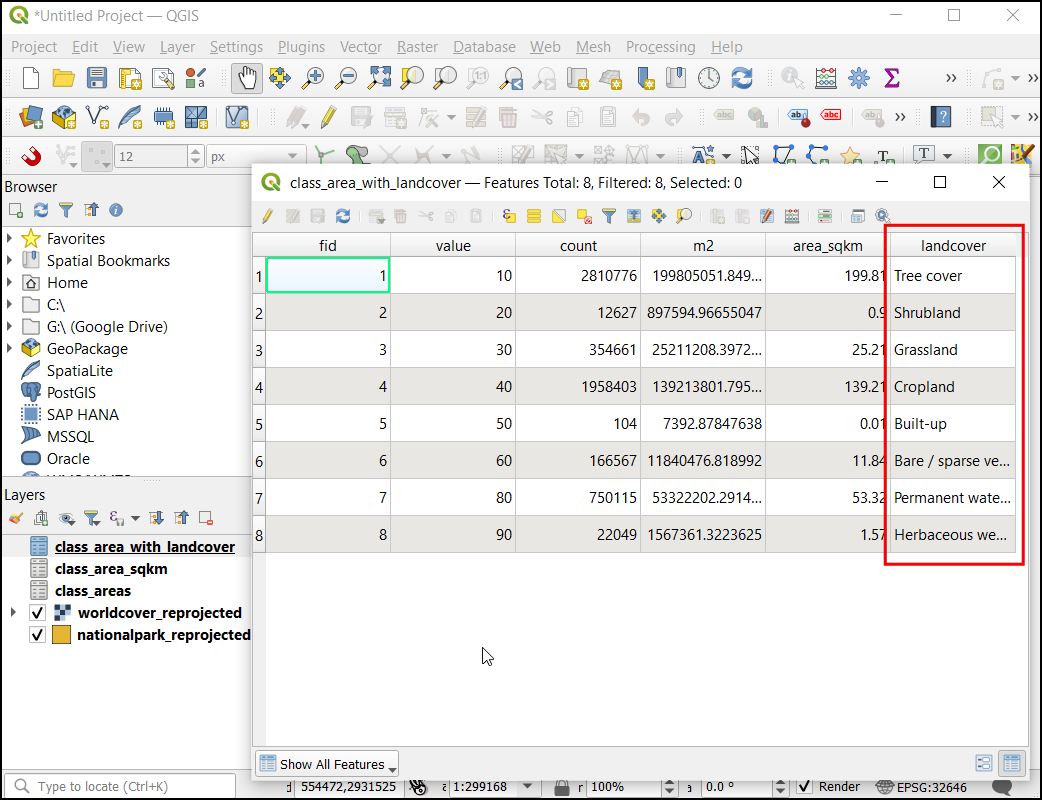 *Untitled Project — QGIS
Project Edit View Layer Settings Plugins Vector Raster Database Web Mesh Processing Help
12 px
Browser
Favorites
Spatial Bookmarks
Home
C:\
G:\ (Google Drive)
GeoPackage
SpatiaLite
PostGIS
SAP HANA
MSSQL
Oracle
Layers
class_area_with_landcover
class_area_sqkm
class_areas
worldcover_reprojected
nationalpark_reprojected
class_area_with_landcover — Features Total: 8, Filtered: 8, Selected: 0
fid value count m2 area_sqkm landcover
1 1 10 2810776 199805051.849... 199.81 Tree cover
2 2 20 12627 897594.96655047 0.9 Shrubland
3 3 30 354661 25211208.3972... 25.21 Grassland
4 4 40 1958403 139213801.795... 139.21 Cropland
5 5 50 104 7392.87847638 0.01 Built-up
6 6 60 166567 11840476.818992 11.84 Bare / sparse ve...
7 7 80 750115 53322202.2914... 53.32 Permanent wate...
8 8 90 22049 1567361.3223625 1.57 Herbaceous we...
Show All Features
Type to locate (Ctrl+K) 554472,2931525 1:299168 100% 0.0 ° Render EPSG:32646